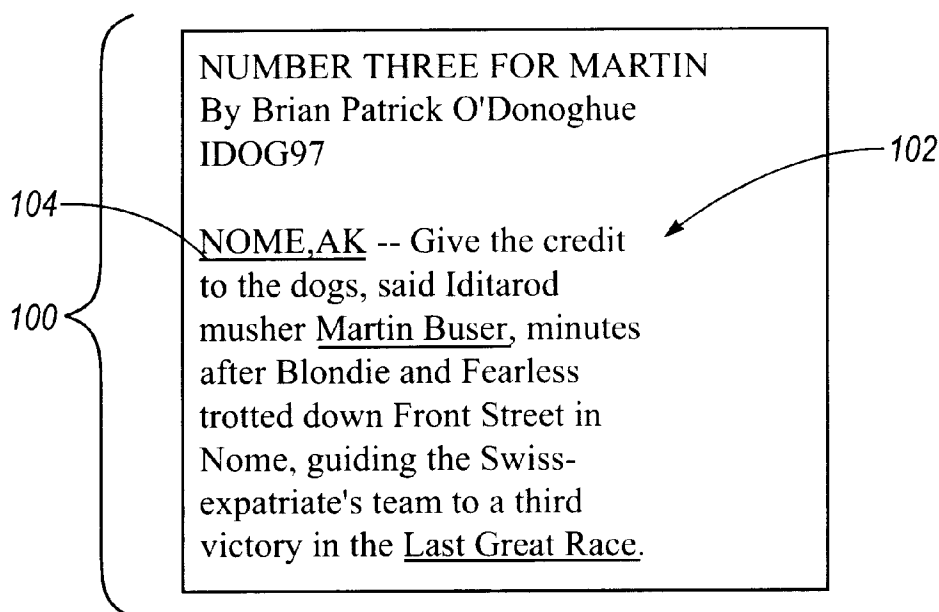 NUMBER THREE FOR MARTIN
By Brian Patrick O'Donoghue
IDOG97
102
104
NOME,AK -- Give the credit
to the dogs, said Iditarod
100
musher Martin Buser, minutes
after Blondie and Fearless
trotted down Front Street in
Nome, guiding the Swiss-
expatriate's team to a third
victory in the Last Great Race.